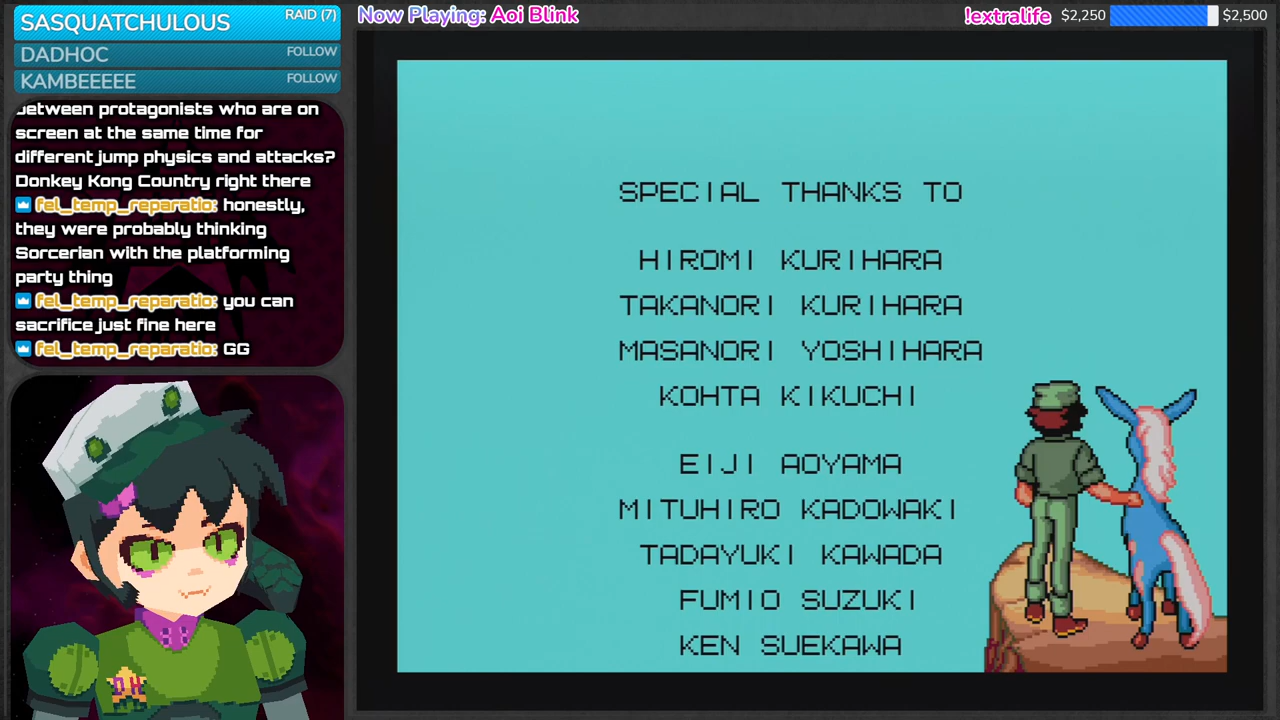 SASQUATCHULOUS RAID (7)
DADHOC FOLLOW
KAMBEEEEE FOLLOW
between protagonists who are on
screen at the same time for
different jump physics and attacks?
Donkey Kong Country right there
fel_temp_reparatio: honestly,
they were probably thinking
Sorcerian with the platforming
party thing
fel_temp_reparatio: you can
sacrifice just fine here
fel_temp_reparatio: GG
DH
Now Playing: Aoi Blink
!extralife $2,250 $2,500
SPECIAL THANKS TO
HIROMI KURIHARA
TAKANORI KURIHARA
MASANORI YOSHIHARA
KOHTA KIKUCHI
EIJI AOYAMA
MITUHIRO KADOWAKI
TADAYUKI KAWADA
FUMIO SUZUKI
KEN SUEKAWA